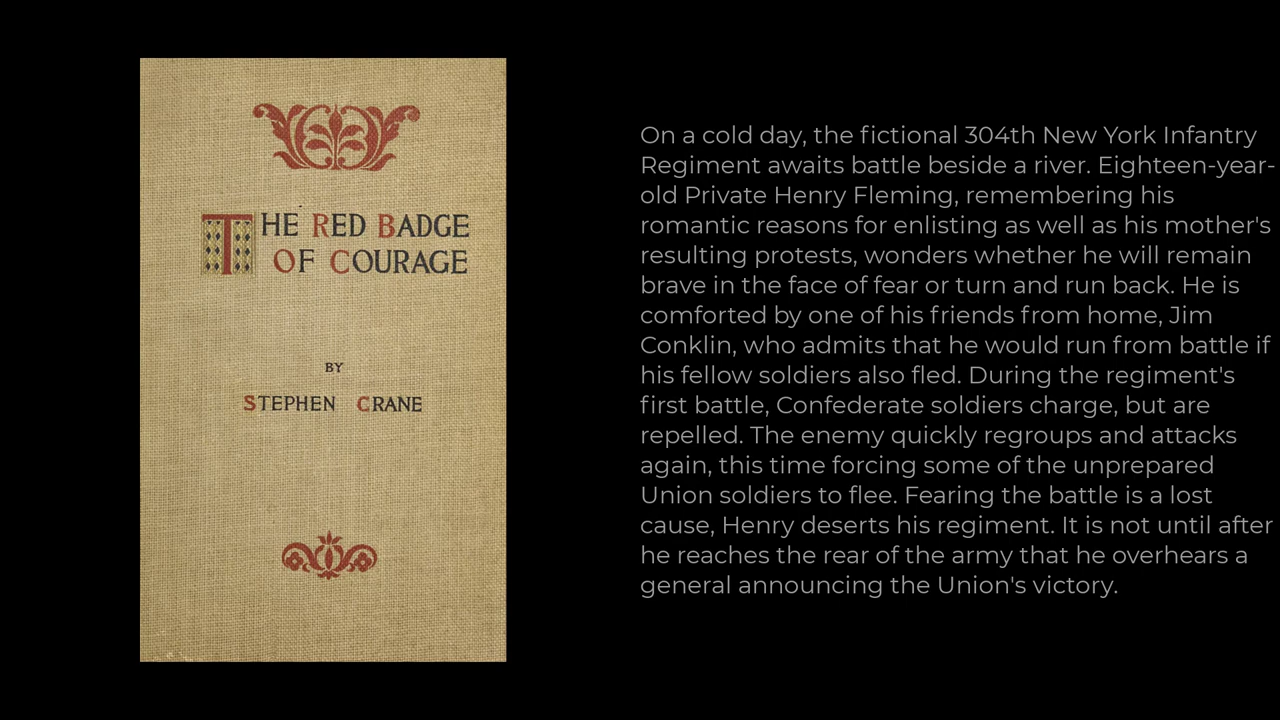 THE RED BADGE
OF COURAGE
BY
STEPHEN CRANE
On a cold day, the fictional 304th New York Infantry
Regiment awaits battle beside a river. Eighteen-year-
old Private Henry Fleming, remembering his
romantic reasons for enlisting as well as his mother's
resulting protests, wonders whether he will remain
brave in the face of fear or turn and run back. He is
comforted by one of his friends from home, Jim
Conklin, who admits that he would run from battle if
his fellow soldiers also fled. During the regiment's
first battle, Confederate soldiers charge, but are
repelled. The enemy quickly regroups and attacks
again, this time forcing some of the unprepared
Union soldiers to flee. Fearing the battle is a lost
cause, Henry deserts his regiment. It is not until after
he reaches the rear of the army that he overhears a
general announcing the Union's victory.